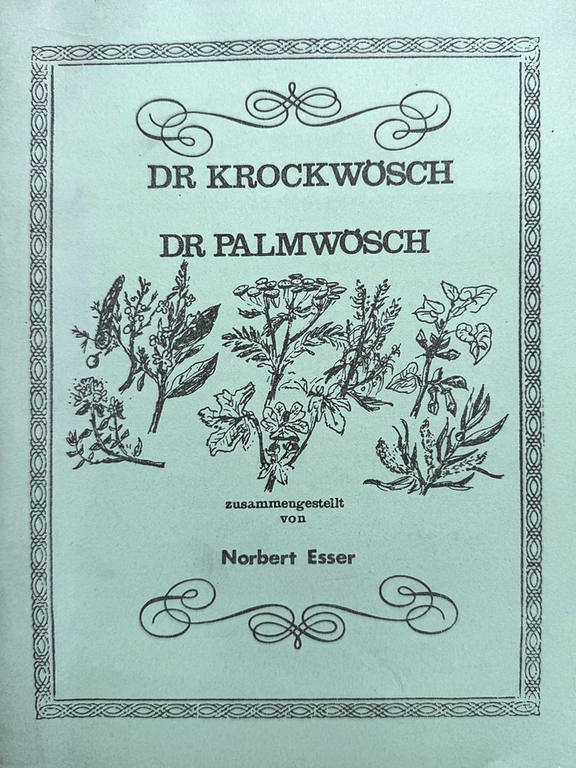 DR KROCKWÖSCH
DR PALMWÖSCH
zusammengestellt
von
Norbert Esser